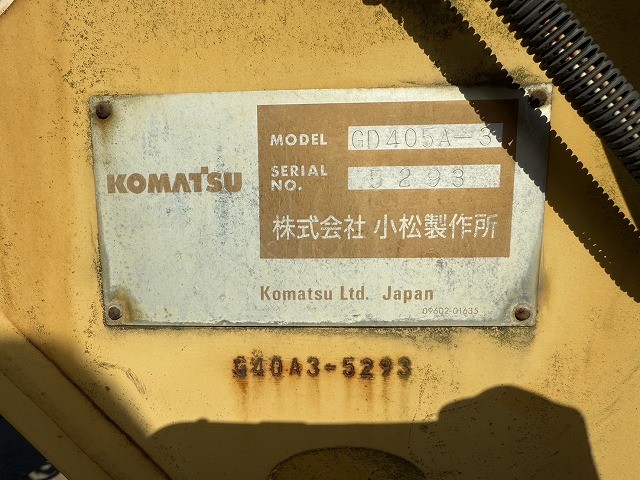 KOMATSU
MODEL GD405A-3
SERIAL NO. 5293
株式会社 小松製作所
Komatsu Ltd. Japan
09602-01635
G40A3-5293